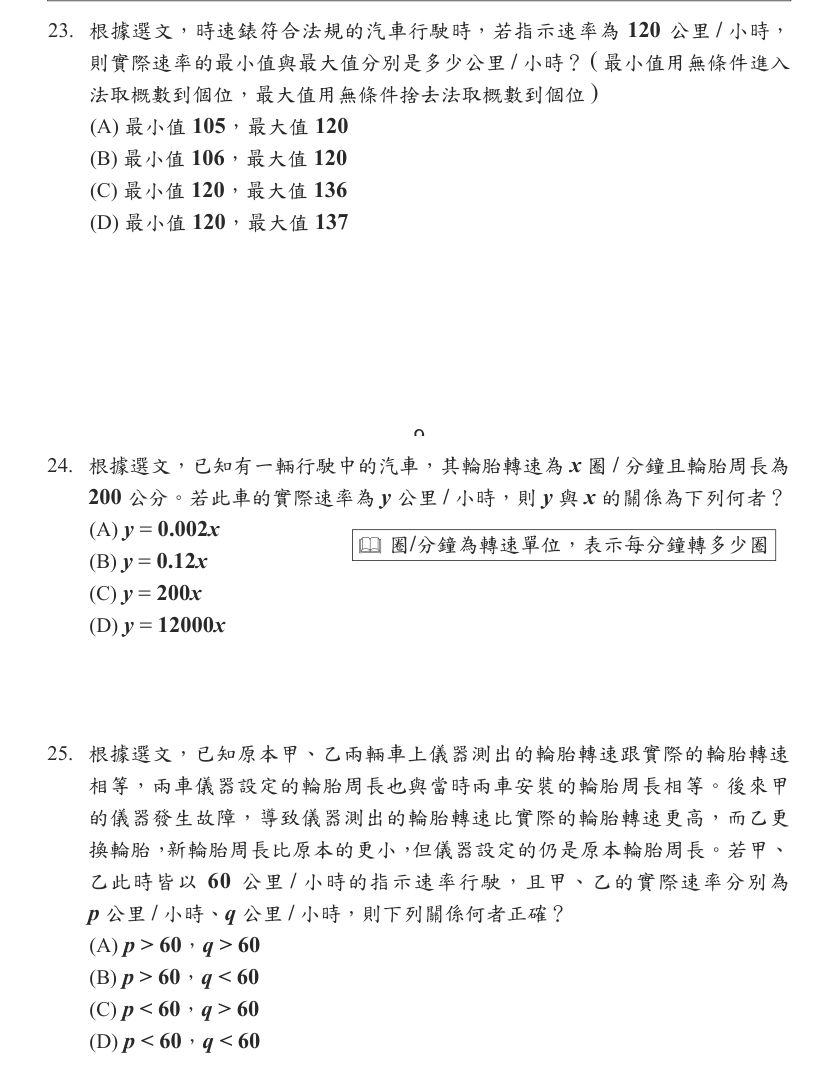 23. 根據選文，時速錶符合法規的汽車行駛時，若指示速率為 120 公里 / 小時，
則實際速率的最小值與最大值分別是多少公里 / 小時？( 最小值用無條件進入
法取概數到個位，最大值用無條件捨去法取概數到個位 )
(A) 最小值 105，最大值 120
(B) 最小值 106，最大值 120
(C) 最小值 120，最大值 136
(D) 最小值 120，最大值 137
24. 根據選文，已知有一輛行駛中的汽車，其輪胎轉速為 x 圈 / 分鐘且輪胎周長為
200 公分。若此車的實際速率為 y 公里 / 小時，則 y 與 x 的關係為下列何者？
(A) y = 0.002x
(B) y = 0.12x
(C) y = 200x
(D) y = 12000x
圈/分鐘為轉速單位，表示每分鐘轉多少圈
25. 根據選文，已知原本甲、乙兩輛車上儀器測出的輪胎轉速跟實際的輪胎轉速
相等，兩車儀器設定的輪胎周長也與當時兩車安裝的輪胎周長相等。後來甲
的儀器發生故障，導致儀器測出的輪胎轉速比實際的輪胎轉速更高，而乙更
換輪胎，新輪胎周長比原本的更小，但儀器設定的仍是原本輪胎周長。若甲、
乙此時皆以 60 公里 / 小時的指示速率行駛，且甲、乙的實際速率分別為
p 公里 / 小時、q 公里 / 小時，則下列關係何者正確？
(A) p > 60，q > 60
(B) p > 60，q < 60
(C) p < 60，q > 60
(D) p < 60，q < 60